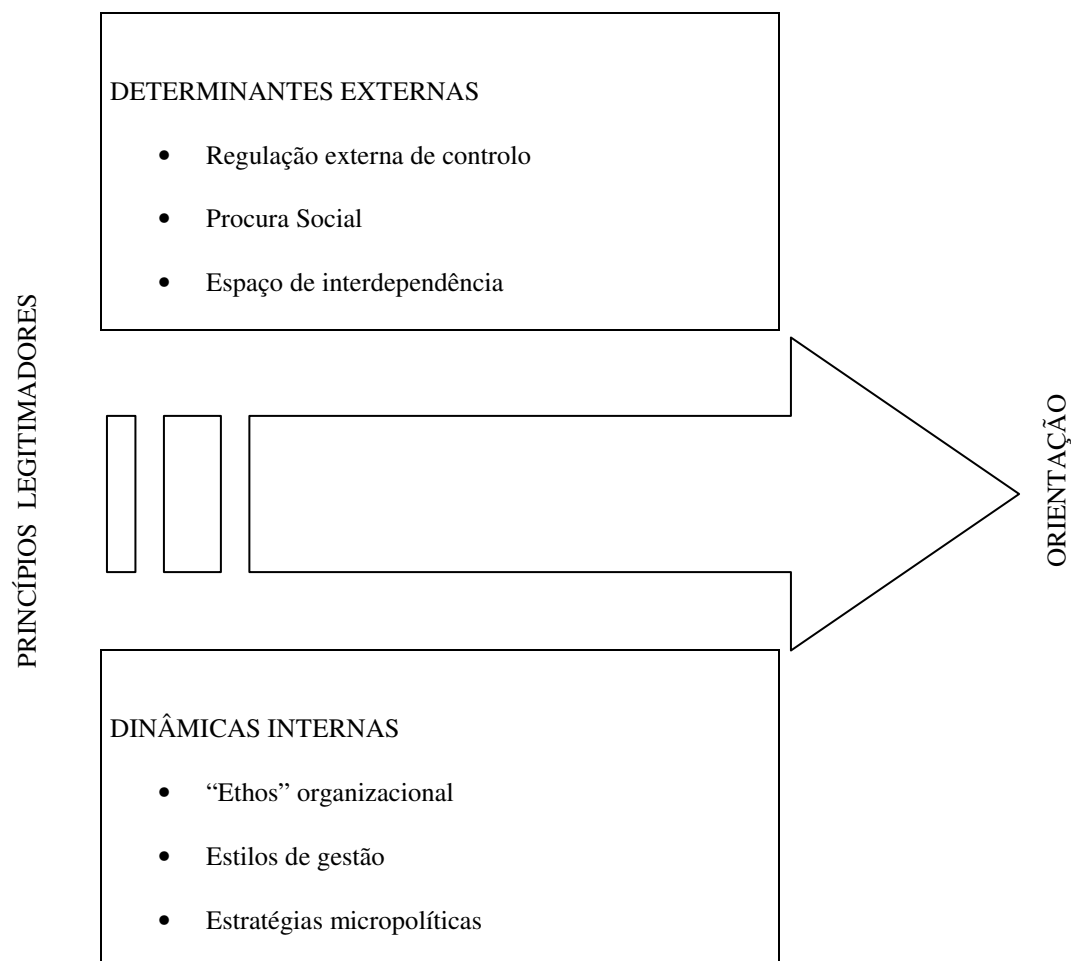 DETERMINANTES EXTERNAS
• Regulação externa de controlo
• Procura Social
• Espaço de interdependência
PRINCÍPIOS LEGITIMADORES
ORIENTAÇÃO
DINÂMICAS INTERNAS
• “Ethos” organizacional
• Estilos de gestão
• Estratégias micropolíticas